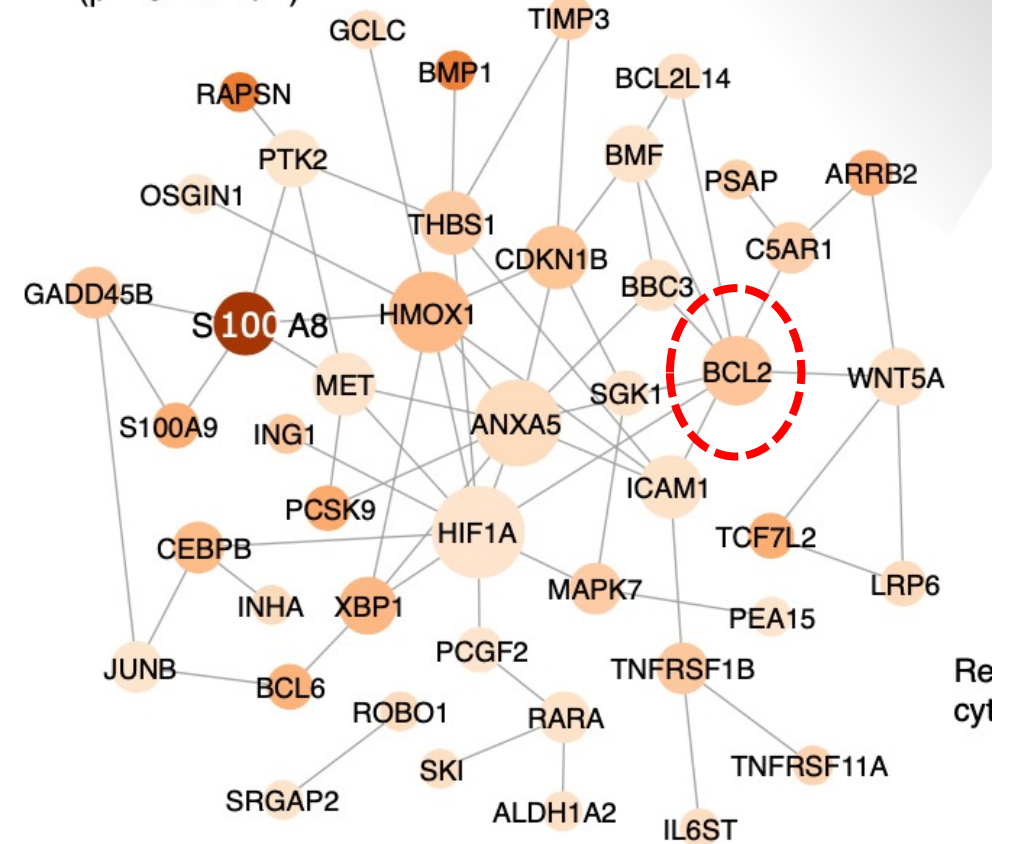 GCLC
TIMP3
BMP1
BCL2L14
RAPSN
PTK2
BMF
PSAP
ARRB2
OSGIN1
THBS1
CDKN1B
C5AR1
GADD45B
BBC3
S100A8
HMOX1
BCL2
WNT5A
MET
SGK1
S100A9
ING1
ANXA5
ICAM1
PCSK9
HIF1A
TCF7L2
CEBPB
MAPK7
LRP6
INHA
XBP1
PEA15
PCGF2
JUNB
BCL6
TNFRSF1B
Re
cyt
ROBO1
RARA
SKI
TNFRSF11A
SRGAP2
ALDH1A2
IL6ST